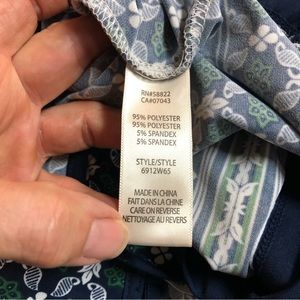 RN#58822
CA#07043
95% POLYESTER
95% POLYESTER
5% SPANDEX
5% SPANDEX
STYLE/STYLE
6912W65
MADE IN CHINA
FAIT DANS LA CHINE
CARE ON REVERSE
NETTOYAGE AU REVERS